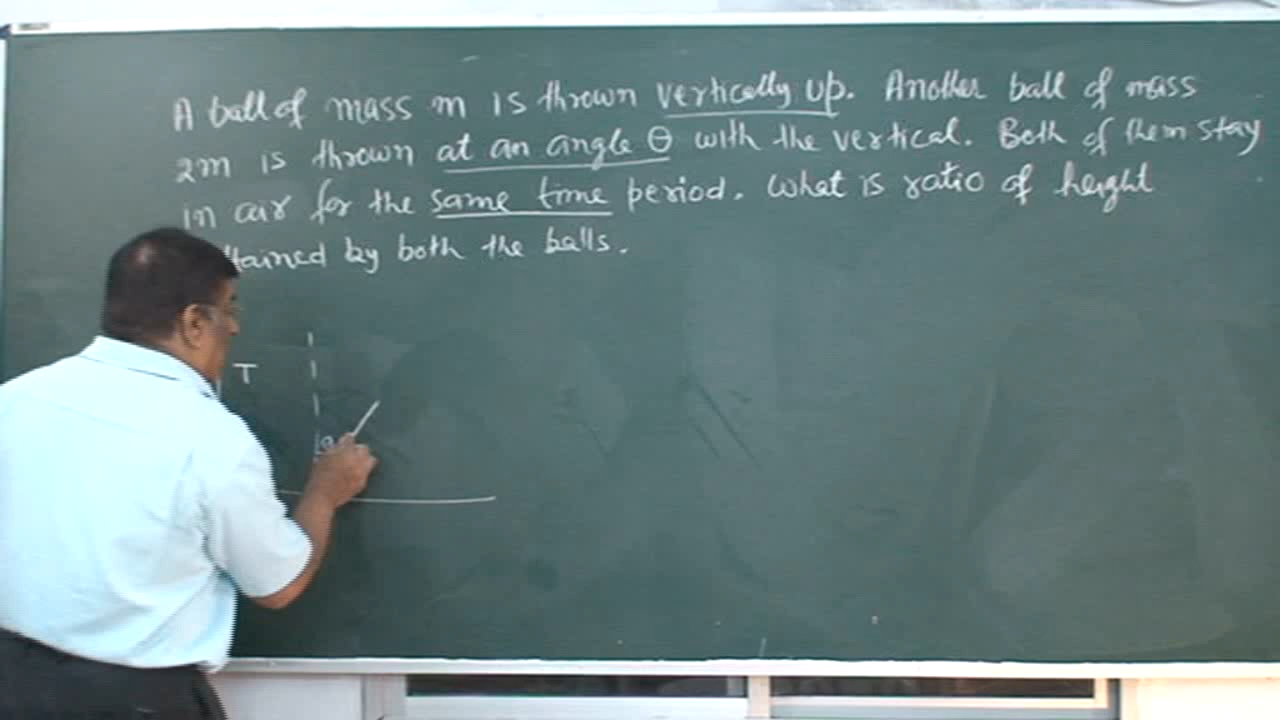 A ball of mass m is thrown vertically up. Another ball of mass
2m is thrown at an angle θ with the vertical. Both of them stay
in air for the same time period. What is ratio of height
tained by both the balls.
T
θ